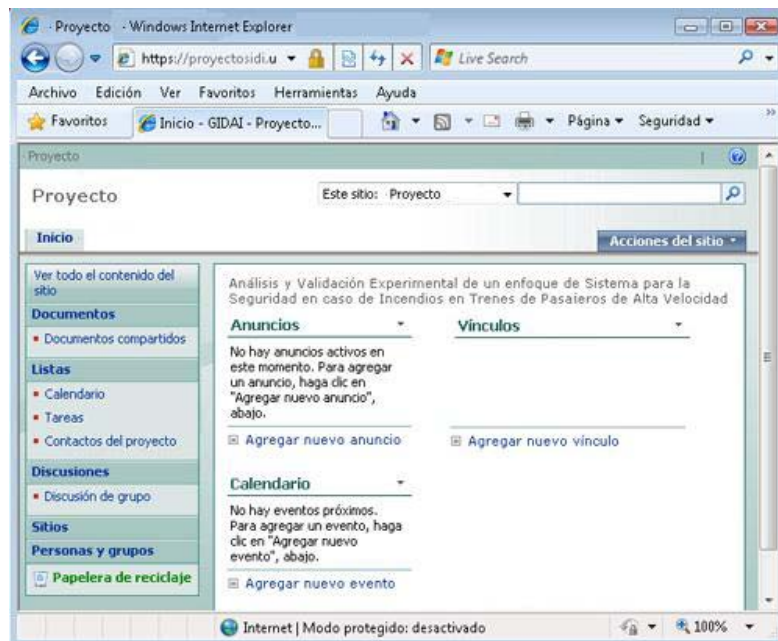 - Proyecto - Windows Internet Explorer
https://proyectosidi.u
Live Search
Archivo Edición Ver Favoritos Herramientas Ayuda
Favoritos
Inicio - GIDAI - Proyecto...
Página
Seguridad
Proyecto
Proyecto
Este sitio: Proyecto
Inicio
Acciones del sitio
Ver todo el contenido del
sitio
Documentos
Documentos compartidos
Listas
Calendario
Tareas
Contactos del proyecto
Discusiones
Discusión de grupo
Sitios
Personas y grupos
Papelera de reciclaje
Análisis y Validación Experimental de un enfoque de Sistema para la
Seguridad en caso de Incendios en Trenes de Pasaieros de Alta Velocidad
Anuncios
No hay anuncios activos en
este momento. Para agregar
un anuncio, haga clic en
"Agregar nuevo anuncio",
abajo.
Agregar nuevo anuncio
Vínculos
Agregar nuevo vínculo
Calendario
No hay eventos próximos.
Para agregar un evento, haga
clic en "Agregar nuevo
evento", abajo.
Agregar nuevo evento
Internet | Modo protegido: desactivado
100%